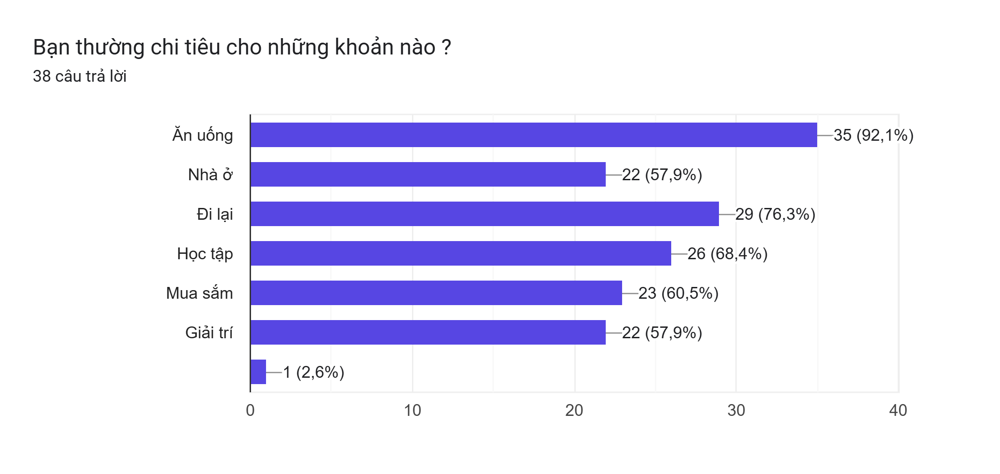 Bạn thường chi tiêu cho những khoản nào ?
38 câu trả lời
Ăn uống 35 (92,1%)
Nhà ở 22 (57,9%)
Đi lại 29 (76,3%)
Học tập 26 (68,4%)
Mua sắm 23 (60,5%)
Giải trí 22 (57,9%)
1 (2,6%)
0 10 20 30 40